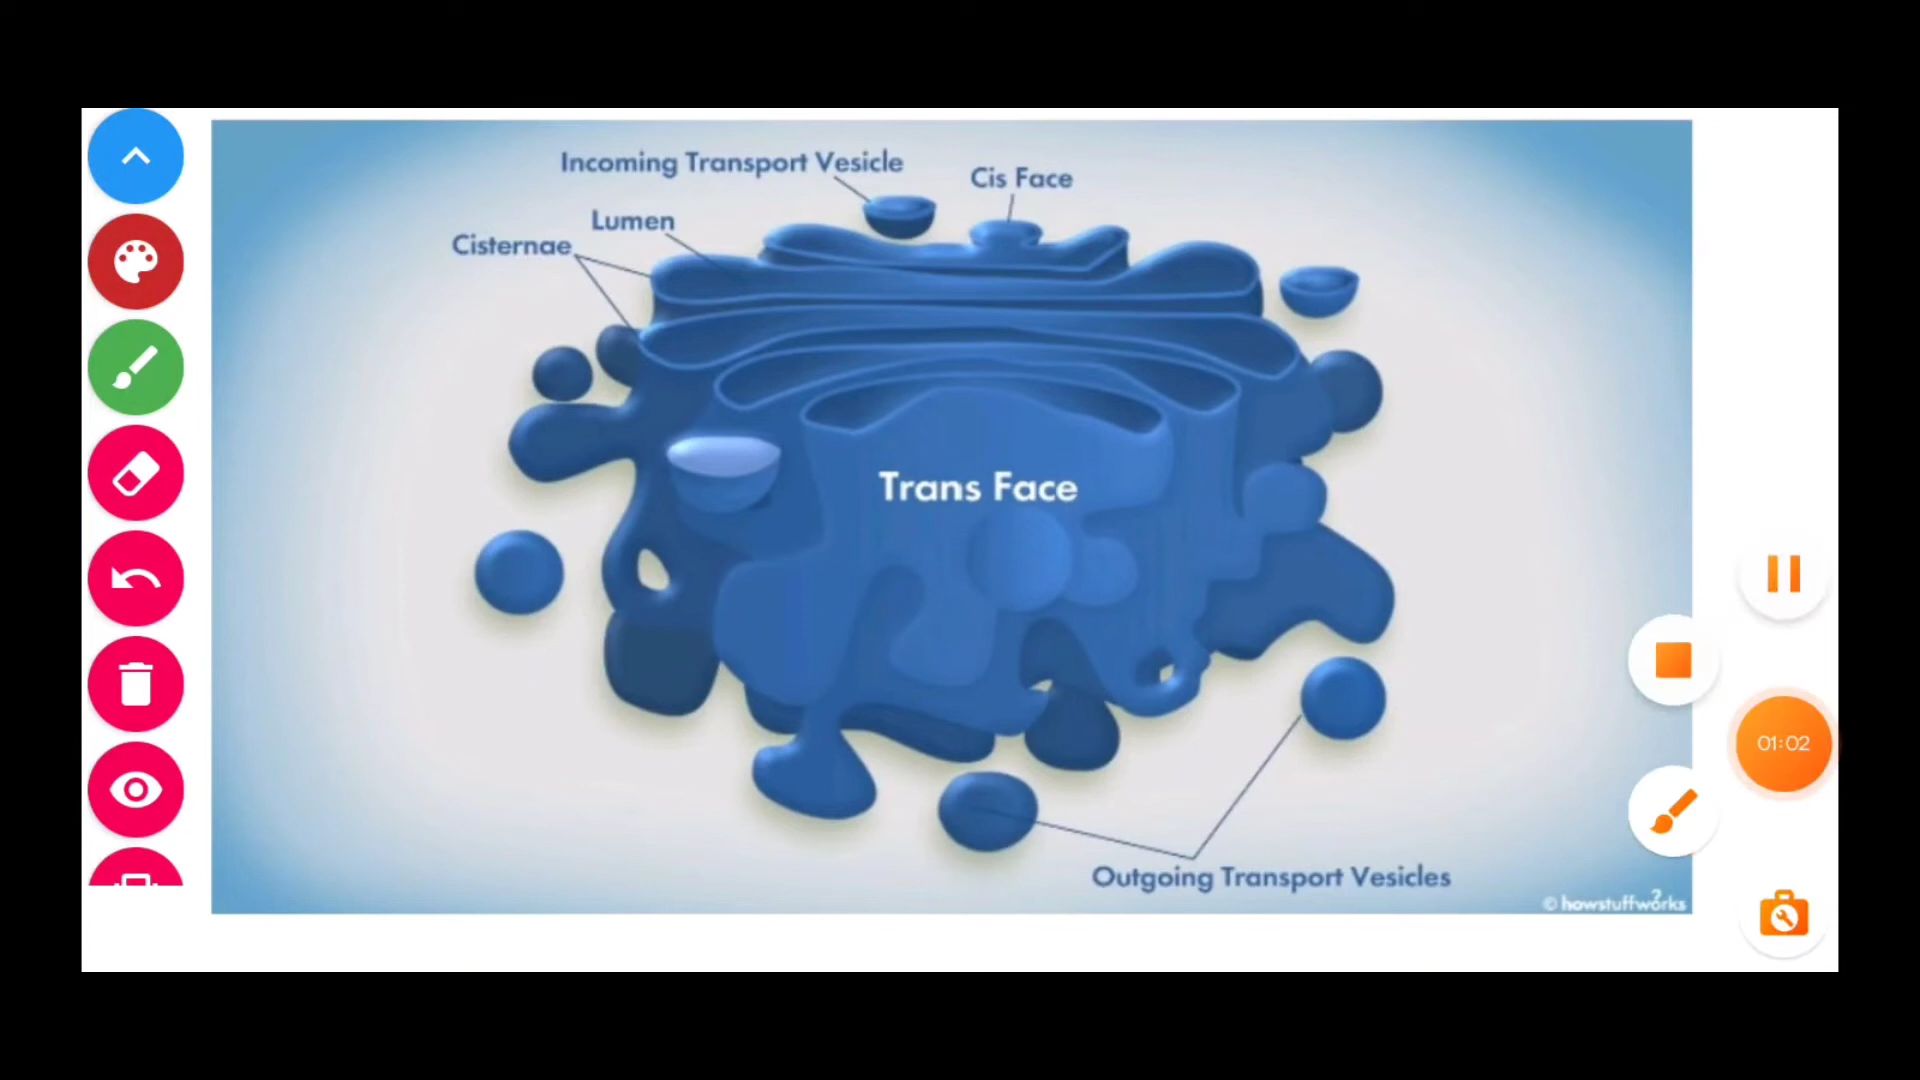 Incoming Transport Vesicle
Cis Face
Lumen
Cisternae
Trans Face
01:02
Outgoing Transport Vesicles
© howstuffworks